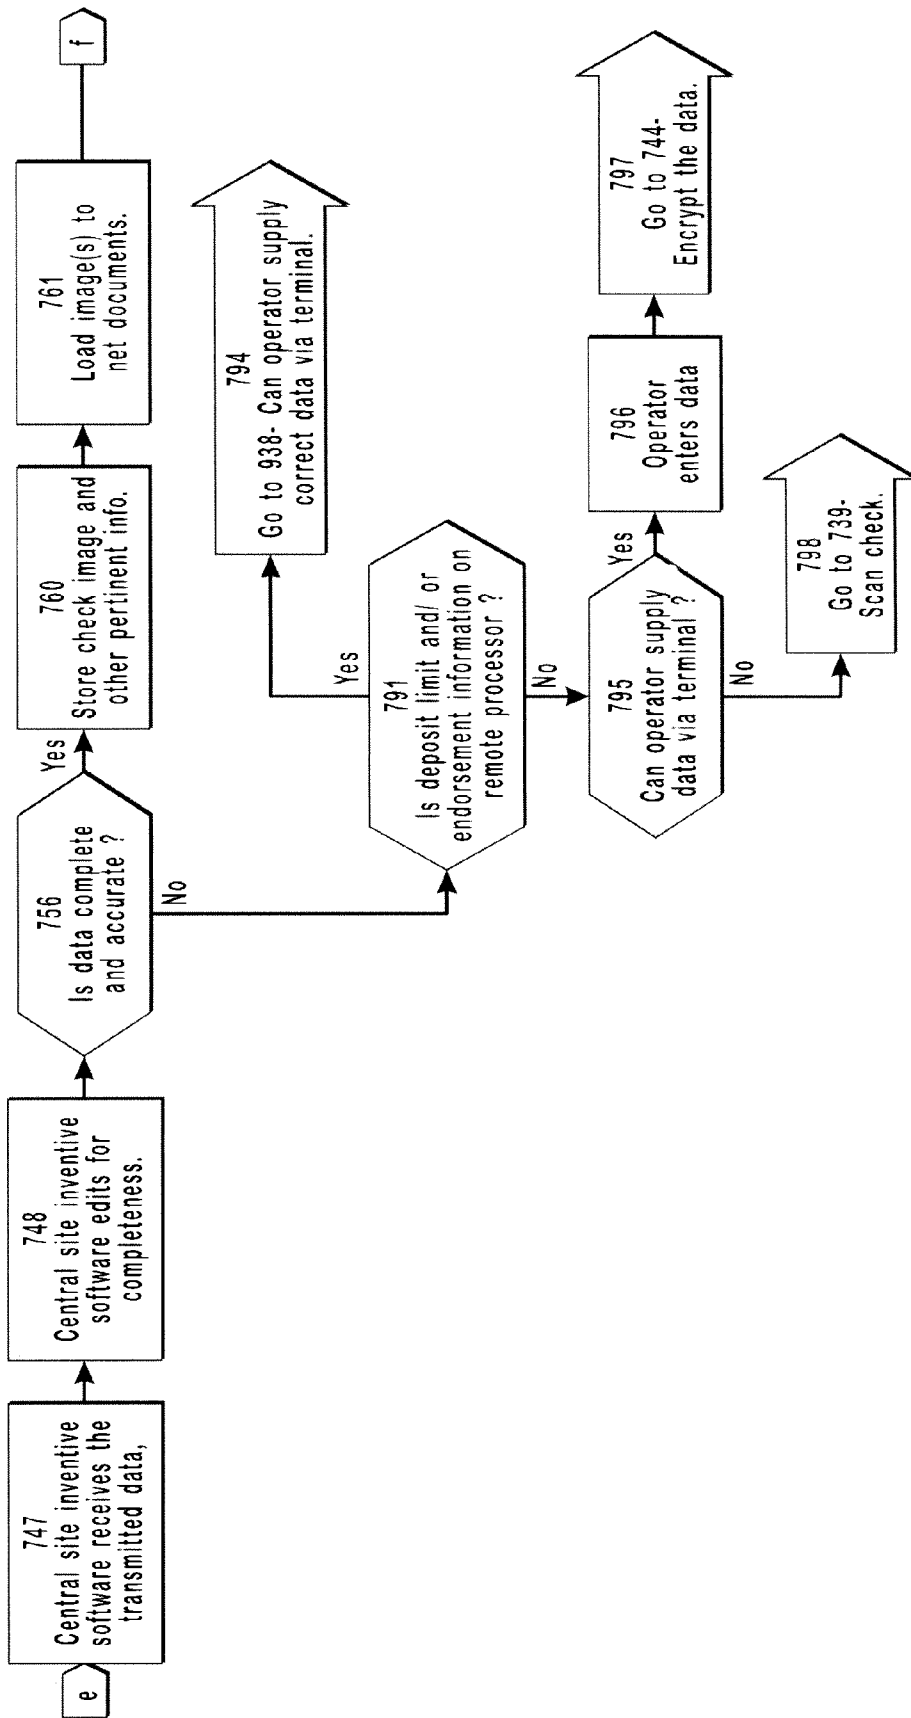 e
747
Central site inventive
software receives the
transmitted data,
748
Central site inventive
software edits for
completeness.
756
Is data complete
and accurate ?
Yes
No
760
Store check image and
other pertinent info.
761
Load image(s) to
net documents.
f
791
Is deposit limit and/ or
endorsement information on
remote processor ?
Yes
No
794
Go to 938- Can operator supply
correct data via terminal.
795
Can operator supply
data via terminal ?
Yes
No
796
Operator
enters data
797
Go to 744-
Encrypt the data.
798
Go to 739-
Scan check.